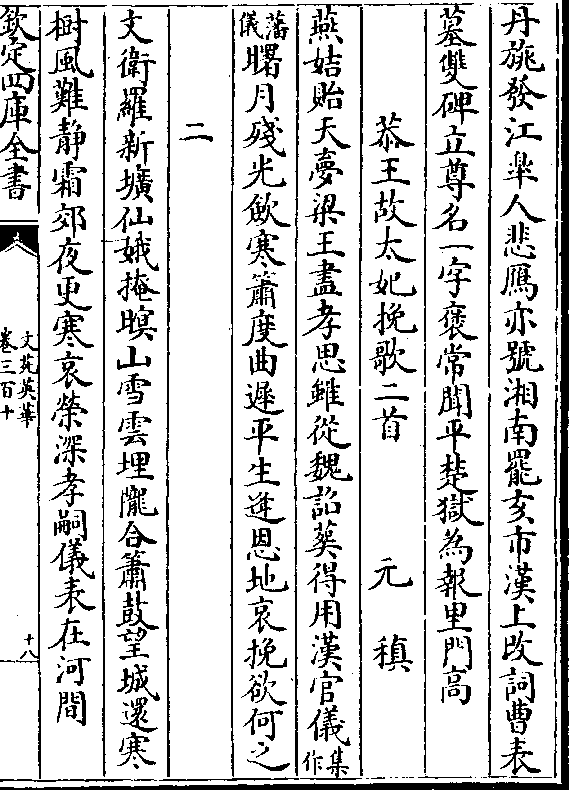 丹旐發江臯人悲鴈亦號湘南罷亥市漢上改詞曹表
墓雙碑立尊名一字褒常聞平楚獄為報里門高
恭王故太妃挽歌二首　元稹
燕姞貽天夢梁王盡孝思雖從魏詔葬得用漢官儀集作
藩儀曙月殘光斂寒簫度曲遲平生逢恩地哀挽欲何之
二
文衛羅新壙仙娥掩暝山雪雲埋隴合簫鼓望城還寒
樹風難靜霜郊夜更寒哀榮深孝嗣儀表在河間
欽定四庫全書
文苑英華
卷三百十
十八